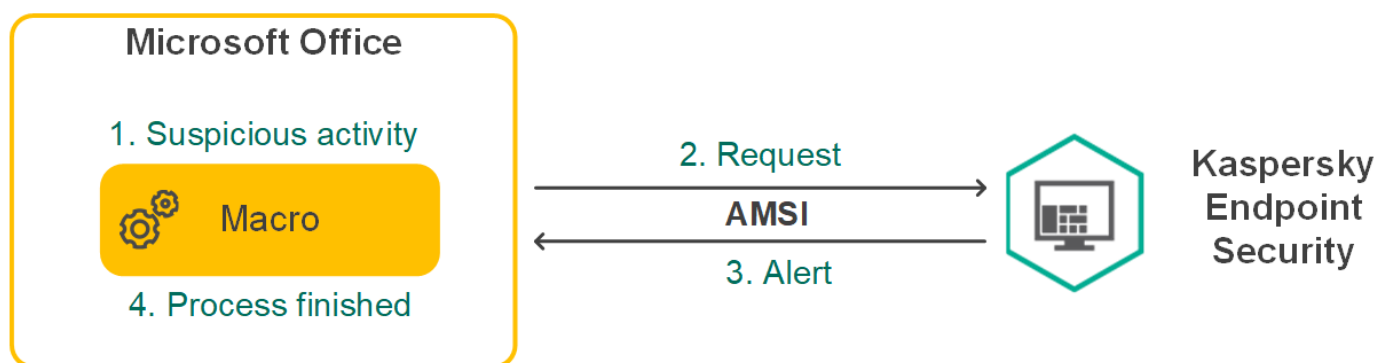 Microsoft Office
1. Suspicious activity
Macro
4. Process finished
2. Request
AMSI
3. Alert
Kaspersky
Endpoint
Security